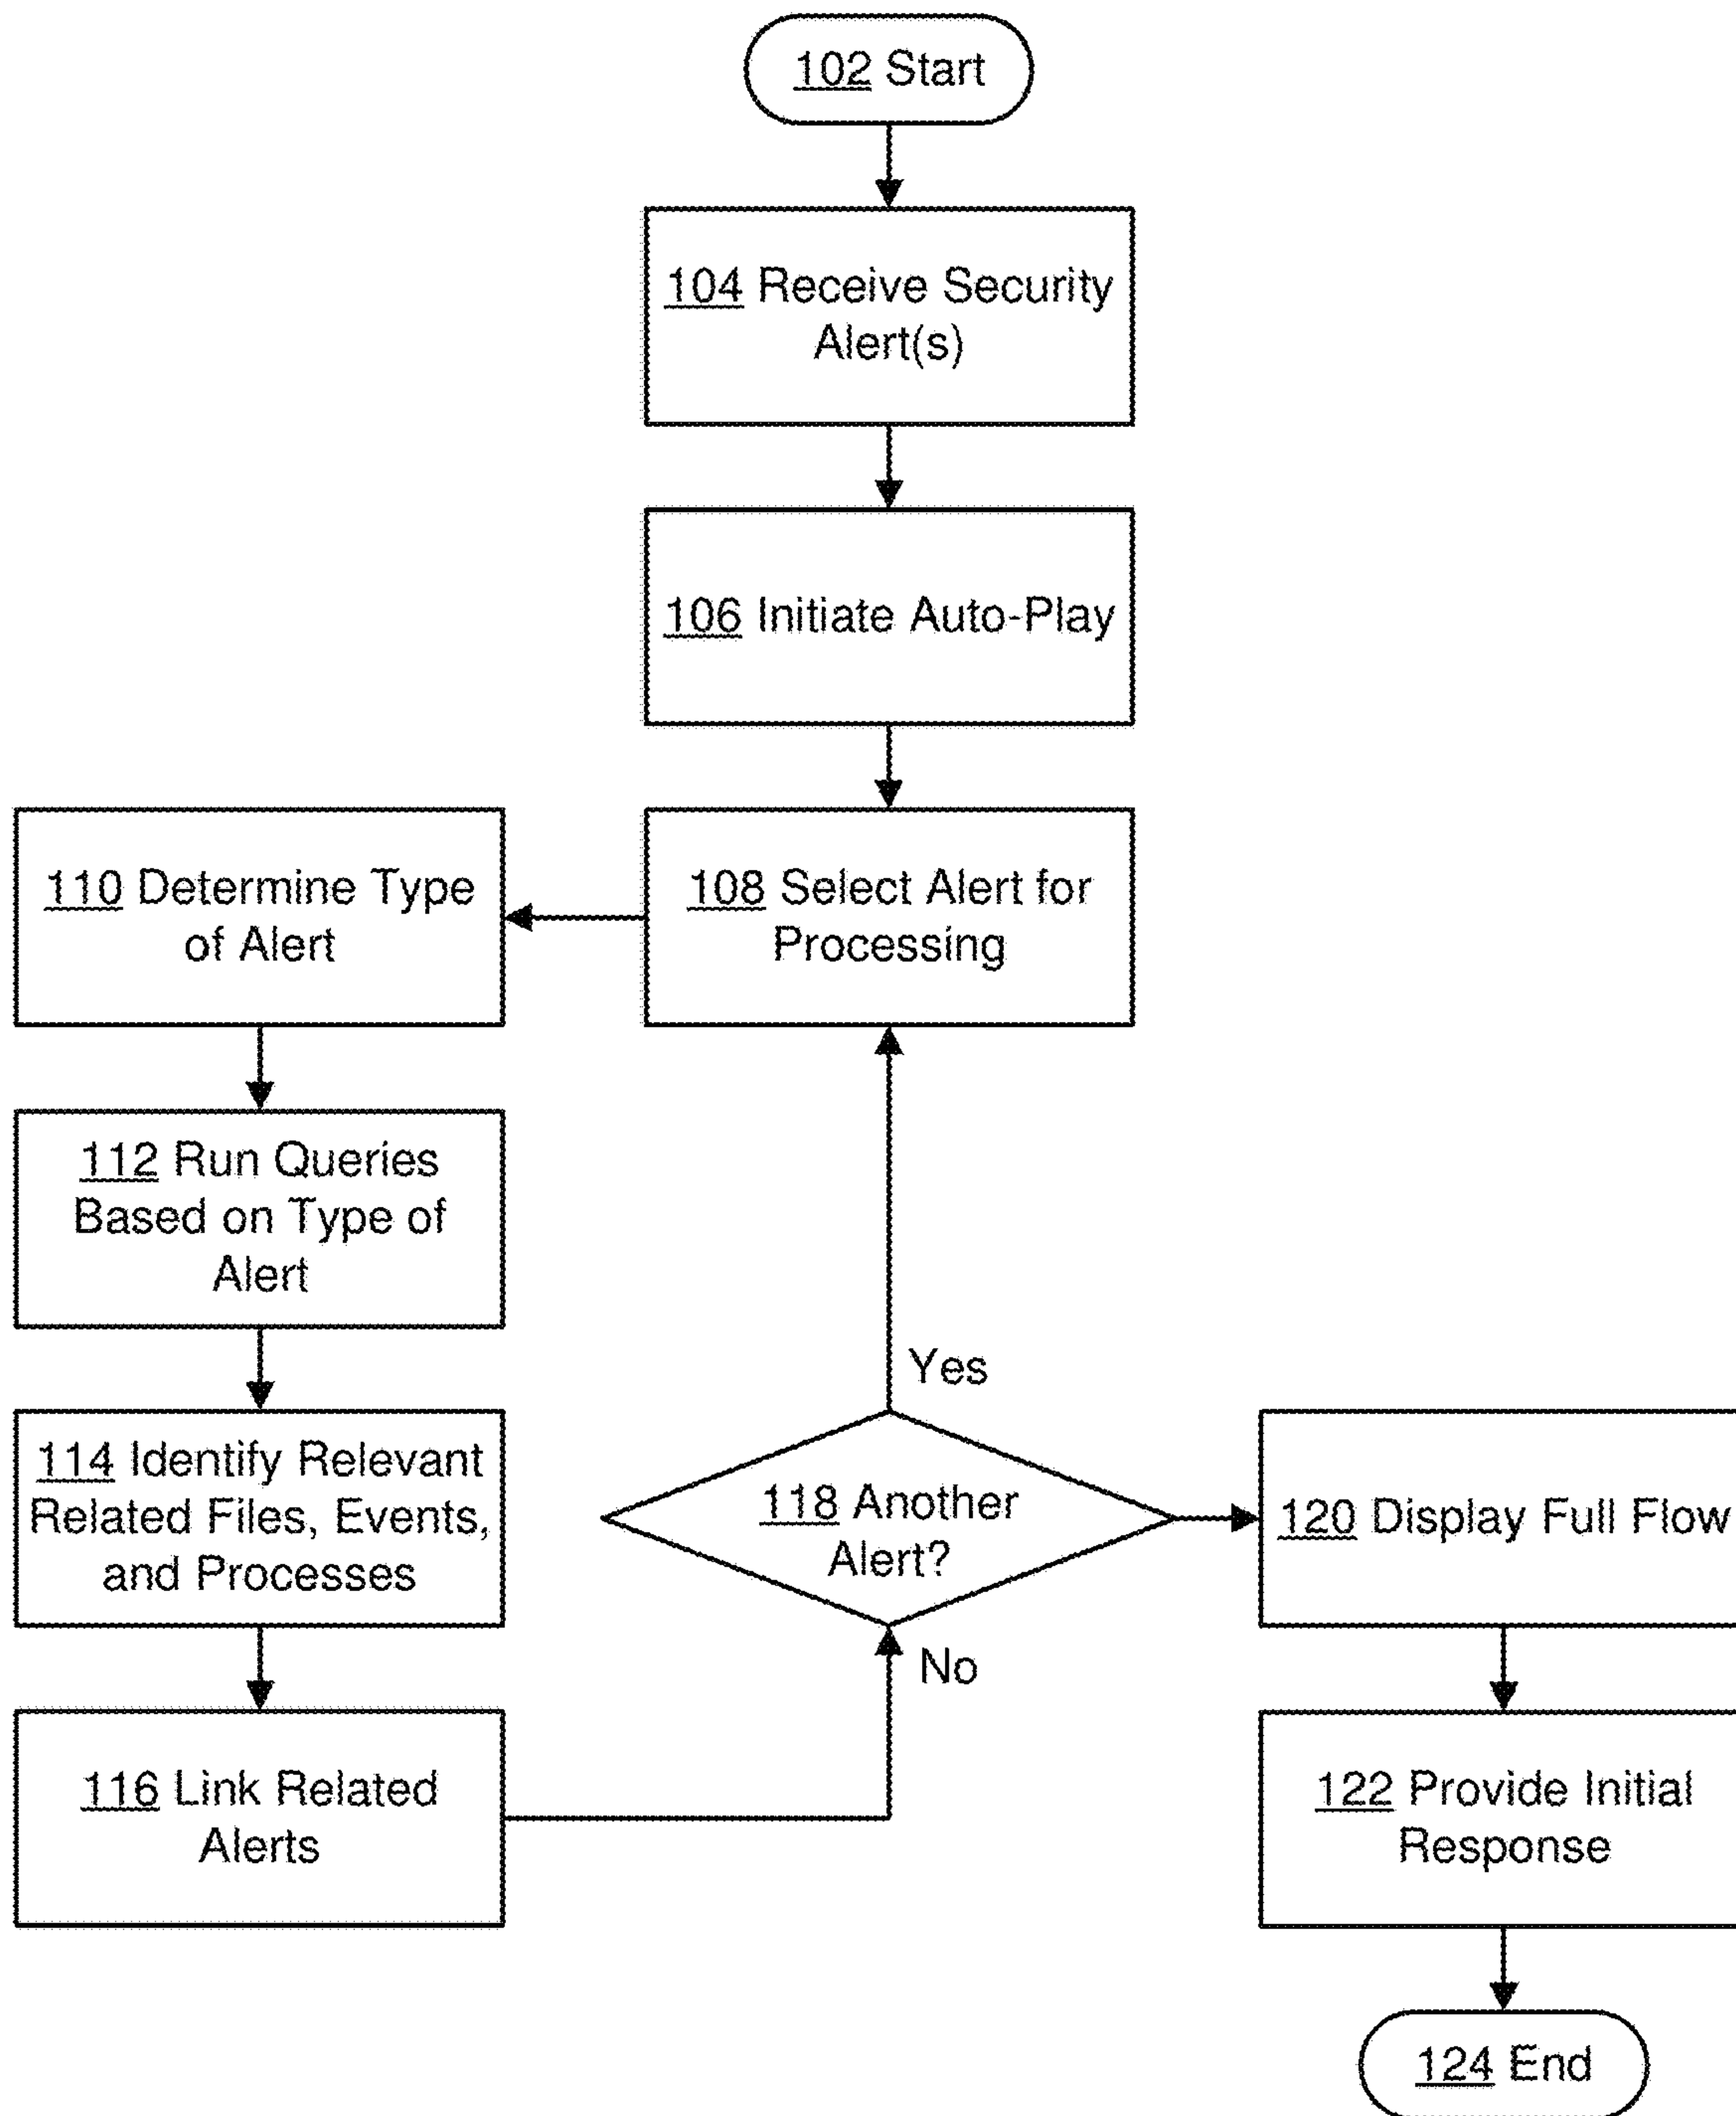 102 Start
104 Receive Security
Alert(s)
106 Initiate Auto-Play
108 Select Alert for
Processing
110 Determine Type
of Alert
112 Run Queries
Based on Type of
Alert
114 Identify Relevant
Related Files, Events,
and Processes
116 Link Related
Alerts
118 Another
Alert?
Yes
No
120 Display Full Flow
122 Provide Initial
Response
124 End